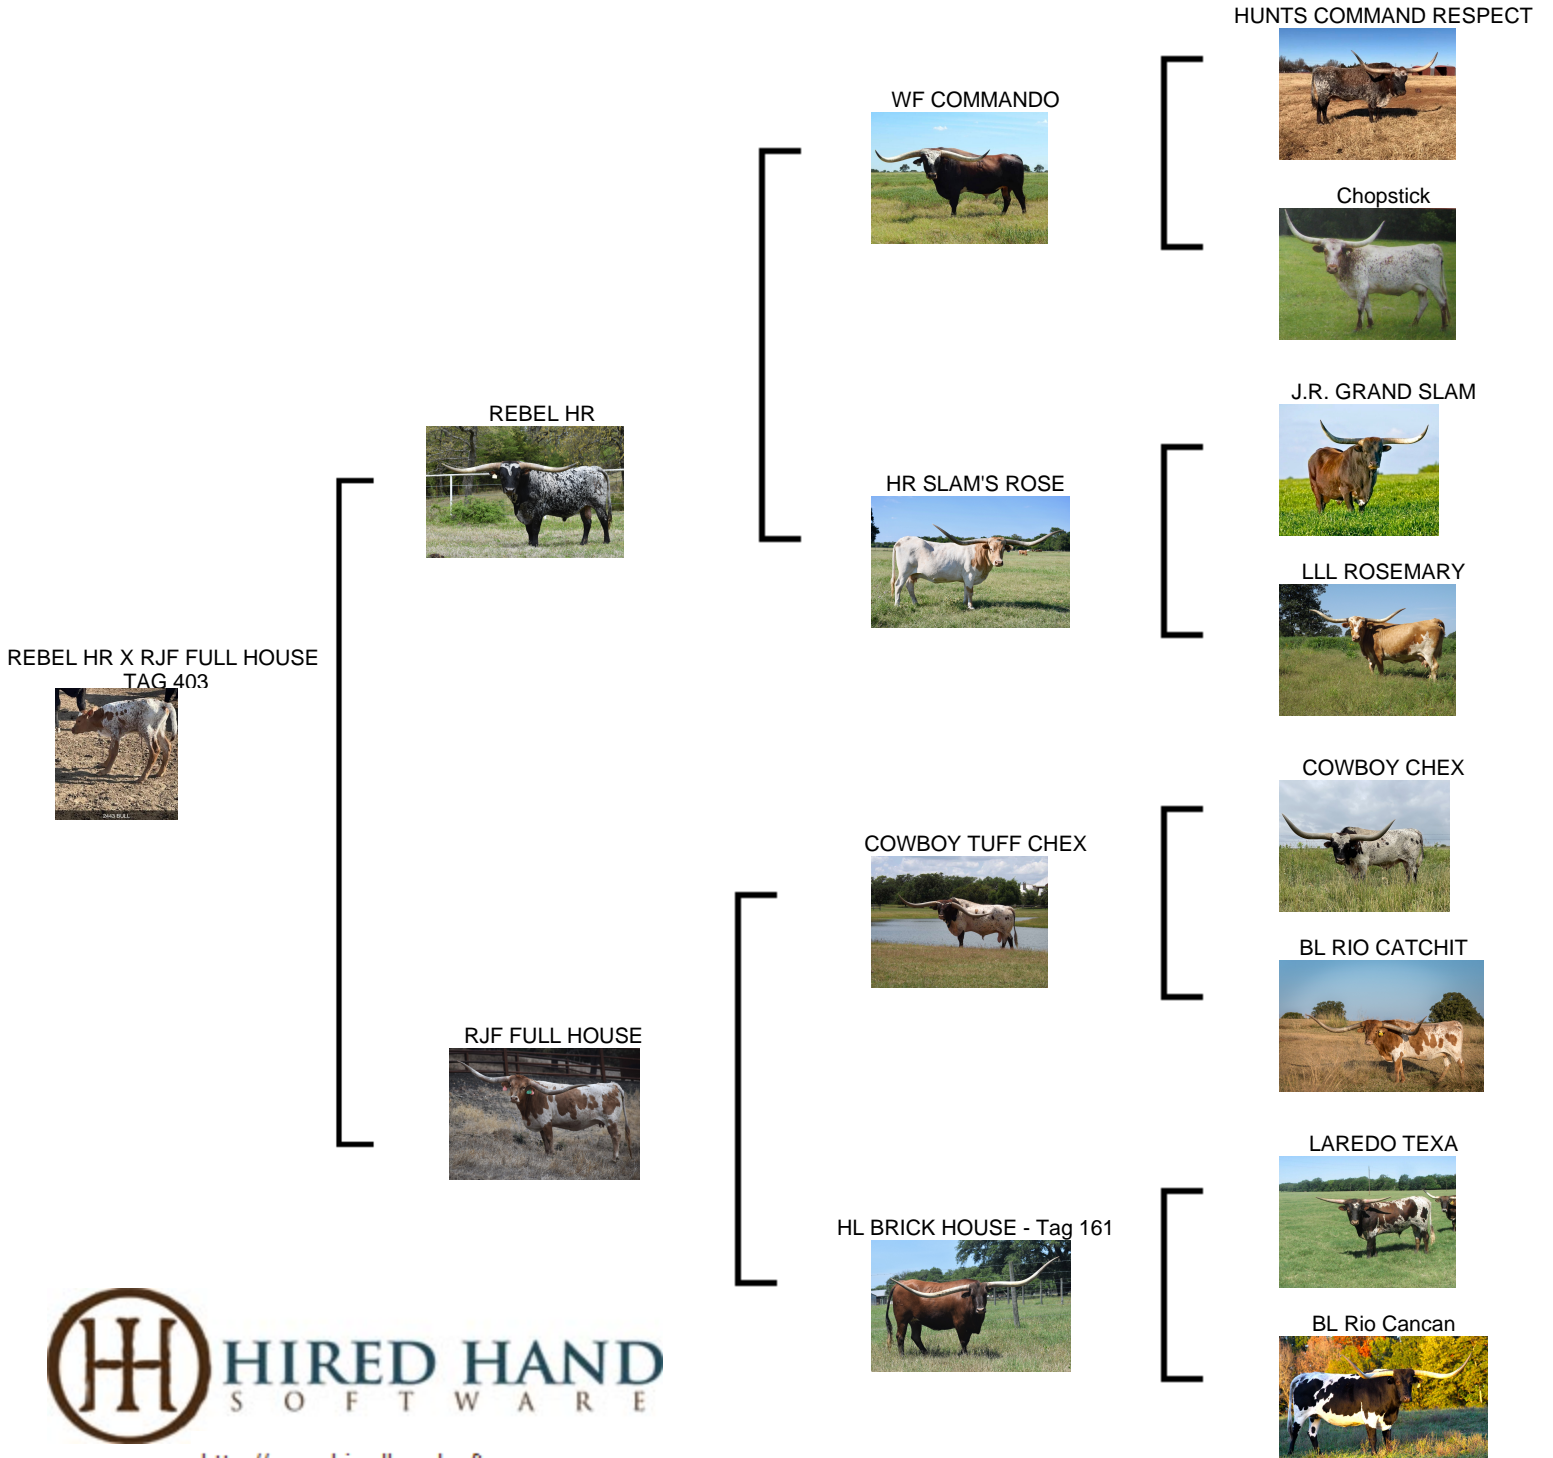 HUNTS COMMAND RESPECT
WF COMMANDO
Chopstick
J.R. GRAND SLAM
REBEL HR
HR SLAM'S ROSE
LLL ROSEMARY
REBEL HR X RJF FULL HOUSE
TAG 403
2443 BULL
COWBOY CHEX
COWBOY TUFF CHEX
BL RIO CATCHIT
RJF FULL HOUSE
LAREDO TEXA
HL BRICK HOUSE - Tag 161
BL Rio Cancan
HIRED HAND
SOFTWARE